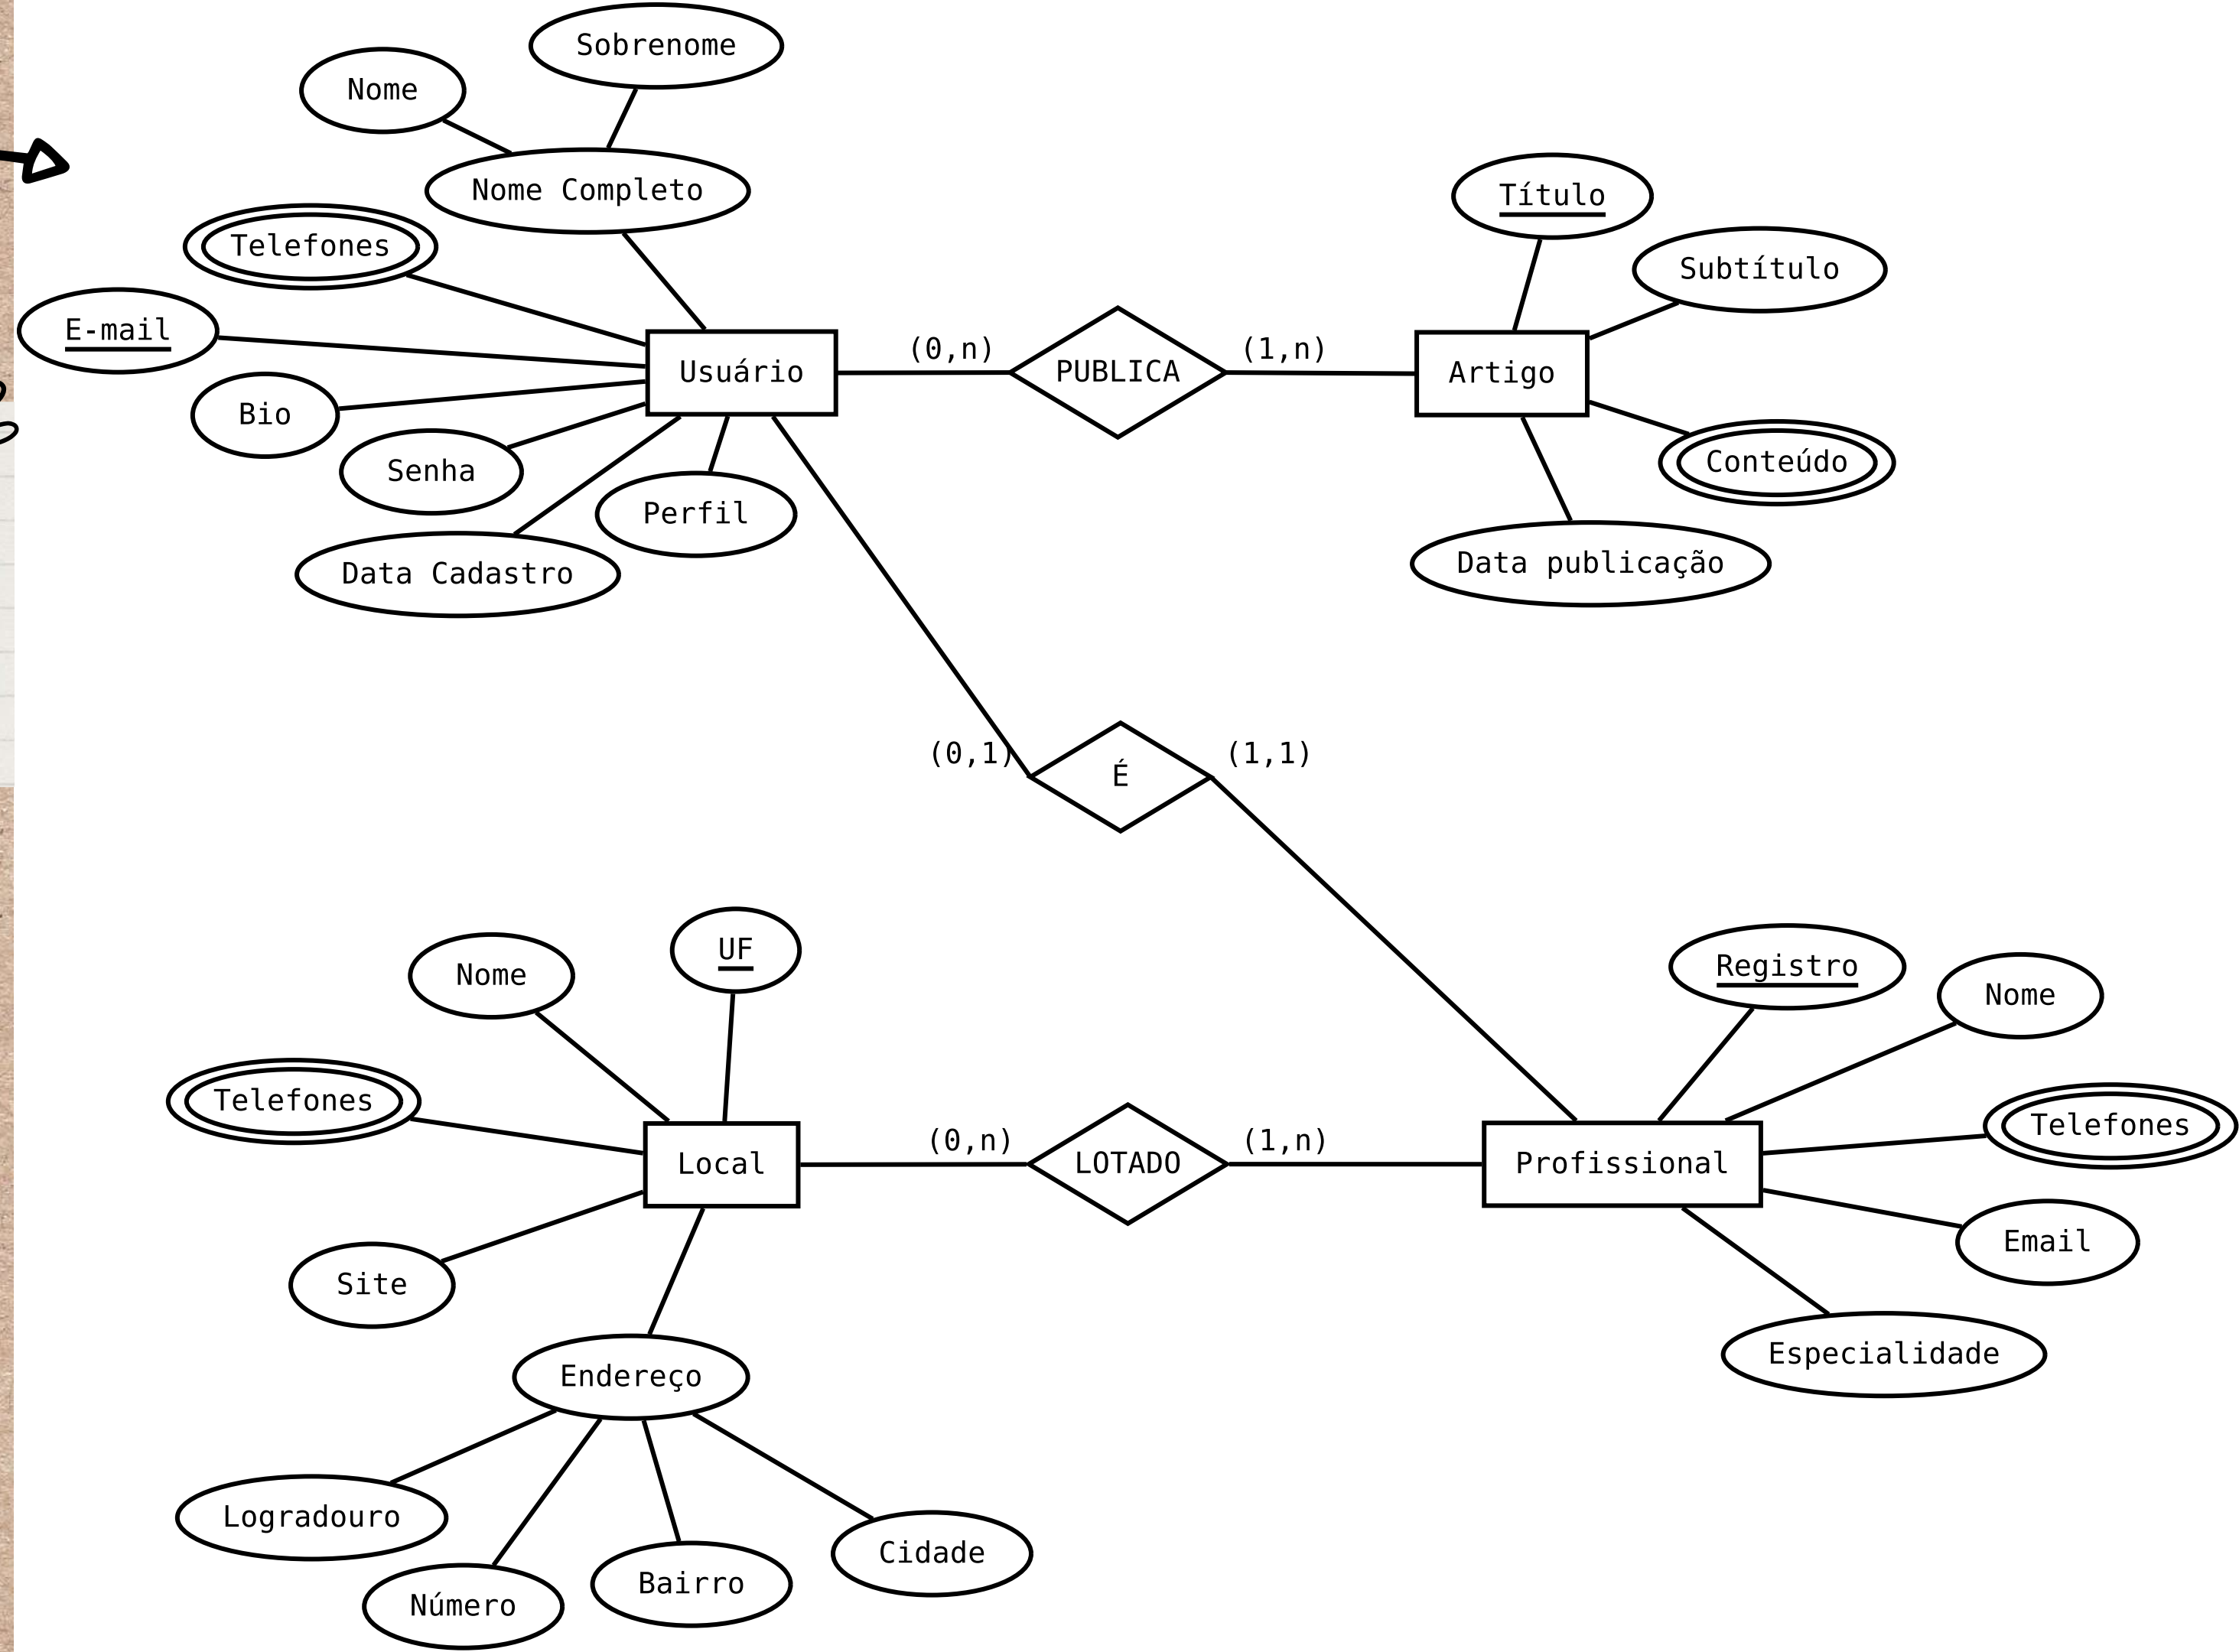 Sobrenome
Nome
Nome Completo
Telefones
E-mail
Bio
Senha
Perfil
Data Cadastro
Usuário
(0,n)
PUBLICA
(1,n)
Artigo
Título
Subtítulo
Conteúdo
Data publicação
(0,1)
É
(1,1)
Nome
UF
Telefones
Local
Site
Endereço
Logradouro
Número
Bairro
Cidade
(0,n)
LOTADO
(1,n)
Profissional
Registro
Nome
Telefones
Email
Especialidade